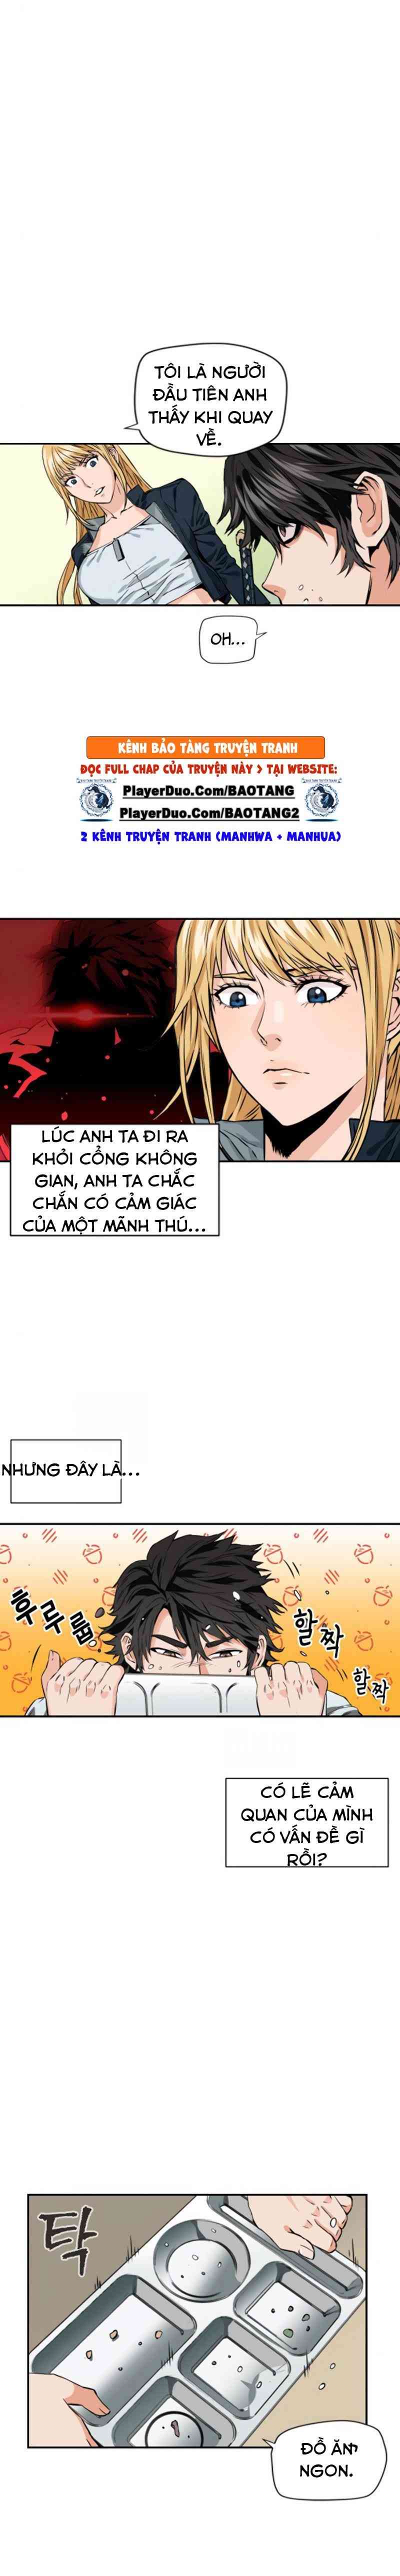 TÔI LÀ NGƯỜI
ĐẦU TIÊN ANH
THẤY KHI QUAY
VỀ.
OH...
KÊNH BẢO TÀNG TRUYỆN TRANH
ĐỌC FULL CHAP CỦA TRUYỆN NÀY > TẠI WEBSITE:
PlayerDuo.Com/BAOTANG
PlayerDuo.Com/BAOTANG2
2 KÊNH TRUYỆN TRANH (MANHWA + MANHUA)
LÚC ANH TA ĐI RA
KHỎI CỔNG KHÔNG
GIAN, ANH TA CHẮC
CHẮN CÓ CẢM GIÁC
CỦA MỘT MÃNH THÚ...
NHƯNG ĐÂY LÀ...
후루룹
할짝
할짝
CÓ LẼ CẢM
QUAN CỦA MÌNH
CÓ VẤN ĐỀ GÌ
RỒI?
탁
ĐỒ ĂN
NGON.